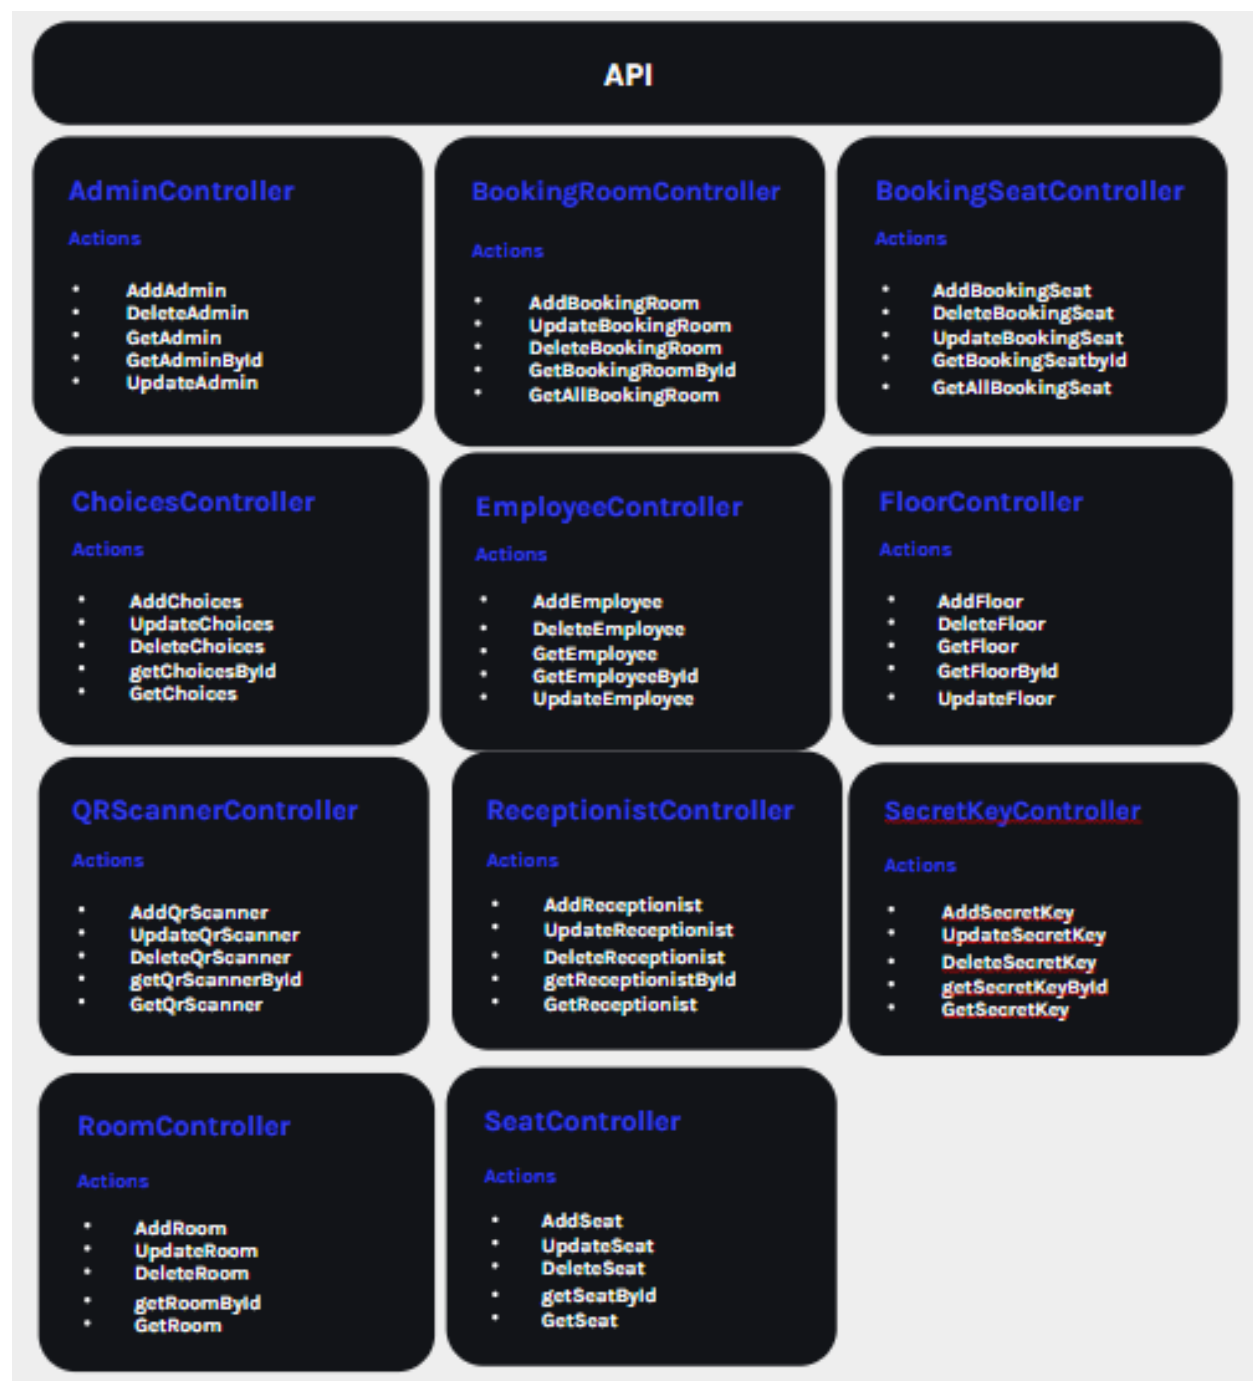 API
AdminController
Actions
• AddAdmin
• DeleteAdmin
• GetAdmin
• GetAdminById
• UpdateAdmin
BookingRoomController
Actions
• AddBookingRoom
• UpdateBookingRoom
• DeleteBookingRoom
• GetBookingRoomById
• GetAllBookingRoom
BookingSeatController
Actions
• AddBookingSeat
• DeleteBookingSeat
• UpdateBookingSeat
• GetBookingSeatbyId
• GetAllBookingSeat
ChoicesController
Actions
• AddChoices
• UpdateChoices
• DeleteChoices
• getChoicesById
• GetChoices
EmployeeController
Actions
• AddEmployee
• DeleteEmployee
• GetEmployee
• GetEmployeeById
• UpdateEmployee
FloorController
Actions
• AddFloor
• DeleteFloor
• GetFloor
• GetFloorById
• UpdateFloor
QRScannerController
Actions
• AddQrScanner
• UpdateQrScanner
• DeleteQrScanner
• getQrScannerById
• GetQrScanner
ReceptionistController
Actions
• AddReceptionist
• UpdateReceptionist
• DeleteReceptionist
• getReceptionistById
• GetReceptionist
SecretKeyController
Actions
• AddSecretKey
• UpdateSecretKey
• DeleteSecretKey
• getSecretKeyById
• GetSecretKey
RoomController
Actions
• AddRoom
• UpdateRoom
• DeleteRoom
• getRoomById
• GetRoom
SeatController
Actions
• AddSeat
• UpdateSeat
• DeleteSeat
• getSeatById
• GetSeat